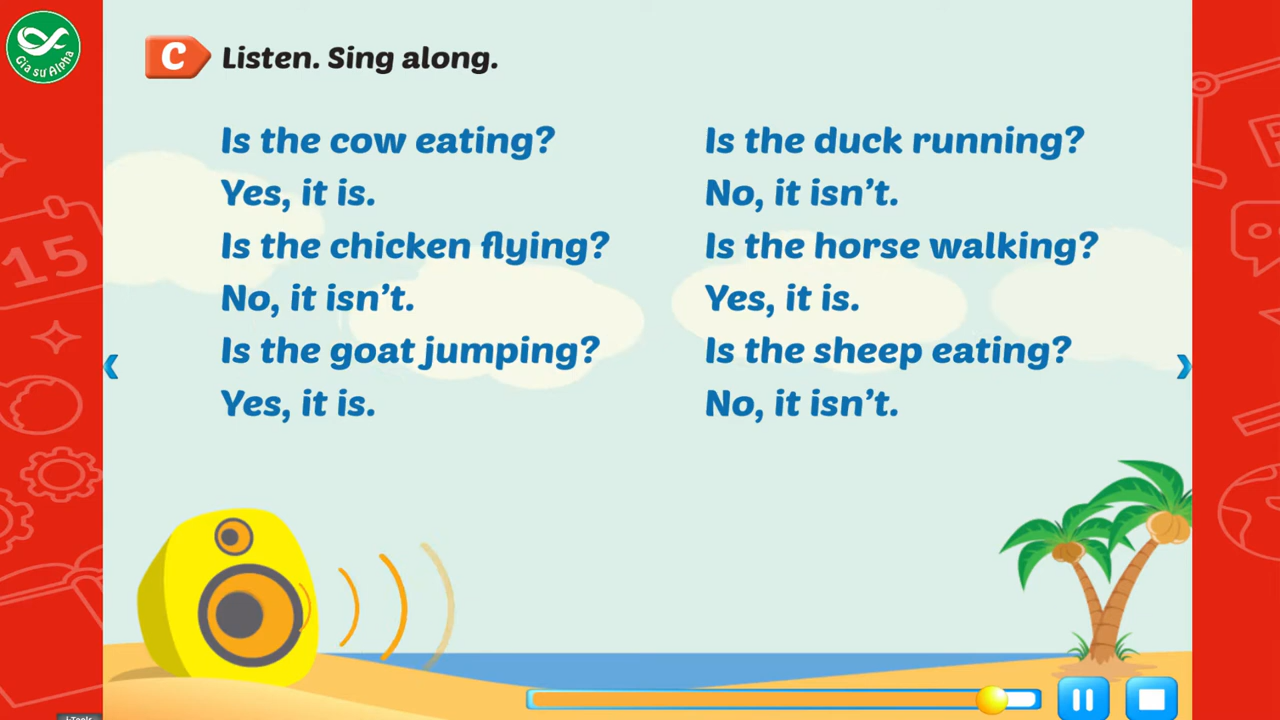 Gia sư Alpha
C Listen. Sing along.
Is the cow eating?
Yes, it is.
Is the chicken flying?
No, it isn't.
Is the goat jumping?
Yes, it is.
Is the duck running?
No, it isn't.
Is the horse walking?
Yes, it is.
Is the sheep eating?
No, it isn't.
15
i-Tools